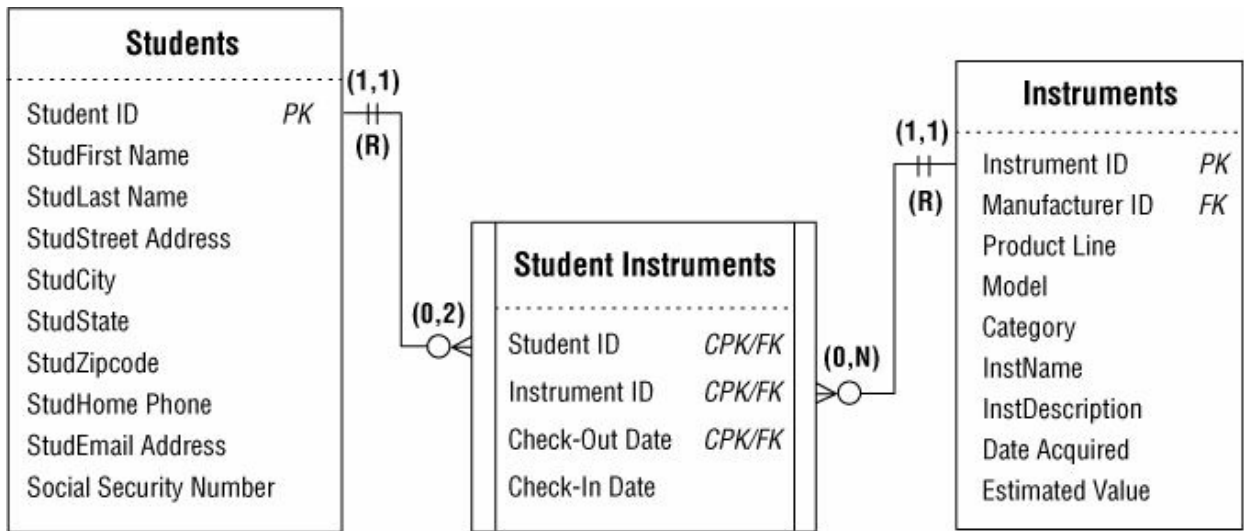 Students
Student ID PK
StudFirst Name
StudLast Name
StudStreet Address
StudCity
StudState
StudZipcode
StudHome Phone
StudEmail Address
Social Security Number
(1,1)
(R)
(0,2)
Student Instruments
Student ID CPK/FK
Instrument ID CPK/FK
Check-Out Date CPK/FK
Check-In Date
(0,N)
(1,1)
(R)
Instruments
Instrument ID PK
Manufacturer ID FK
Product Line
Model
Category
InstName
InstDescription
Date Acquired
Estimated Value